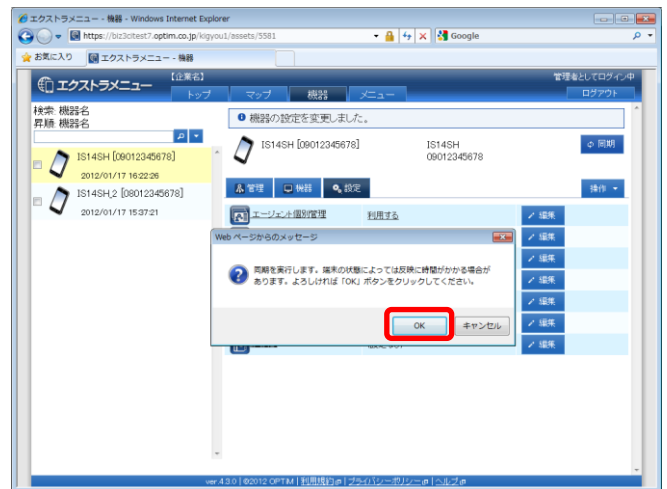 エクストラメニュー - 機器 - Windows Internet Explorer
https://biz3citest7.optim.co.jp/kigyou1/assets/5581
Google
お気に入り
エクストラメニュー - 機器
エクストラメニュー
【企業名】
管理者としてログイン中
トップ
マップ
機器
メニュー
ログアウト
検索: 機器名
昇順: 機器名
機器の設定を変更しました。
IS14SH [09012345678]
2012/01/17 16:22:26
IS14SH_2 [08012345678]
2012/01/17 15:37:21
IS14SH [09012345678]
IS14SH
09012345678
同期
管理
機器
設定
操作
エージェント個別管理
利用する
編集
編集
編集
編集
編集
編集
編集
Web ページからのメッセージ
同期を実行します。端末の状態によっては反映に時間がかかる場合が
あります。よろしければ「OK」ボタンをクリックしてください。
OK
キャンセル
ver 4.3.0 | ©2012 OPTiM | 利用規約 | プライバシーポリシー | ヘルプ